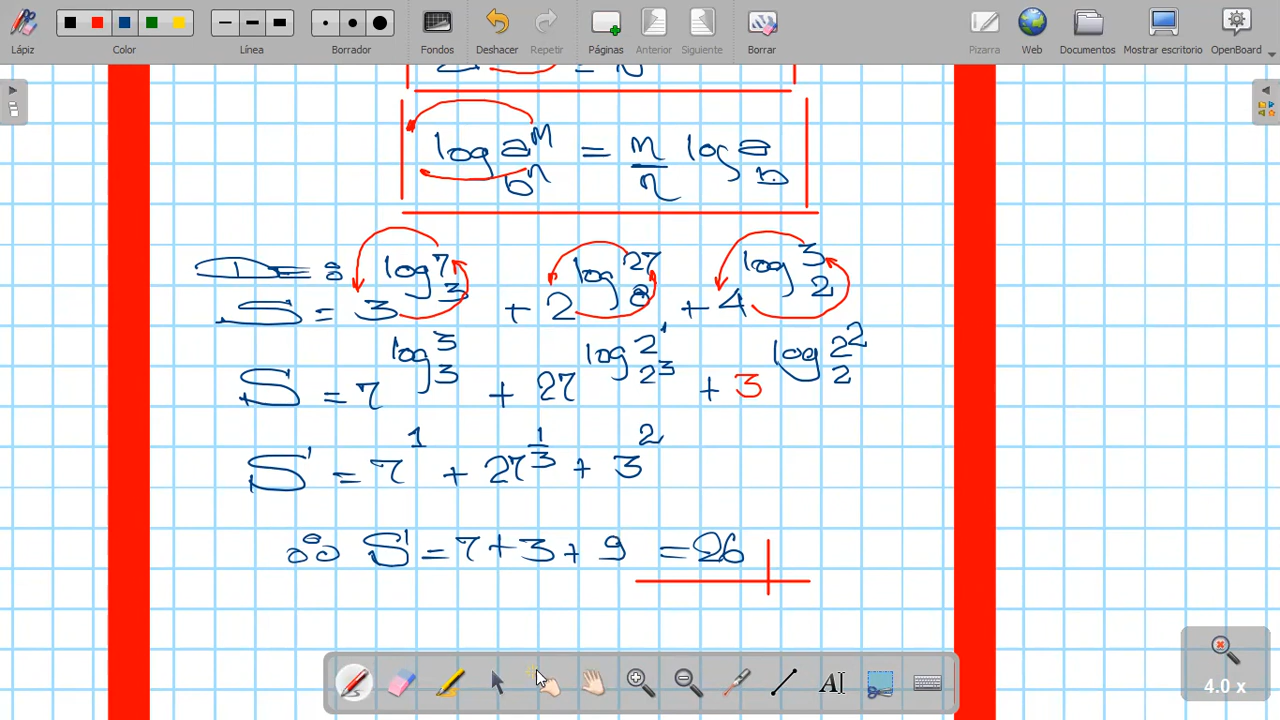 Lápiz Color Línea Borrador Fondos Deshacer Repetir Páginas Anterior Siguiente Borrar Pizarra Web Documentos Mostrar escritorio OpenBoard
log_{b^n} a^m = m/n log_b a
S = 3^{log_3 7} + 2^{log_8 27} + 4^{log_2 3}
S = 7^{log_3 3} + 27^{log_{2^3} 2^1} + 3^{log_2 2^2}
S = 7^1 + 27^{1/3} + 3^2
S = 7 + 3 + 9 = 26
4.0 x